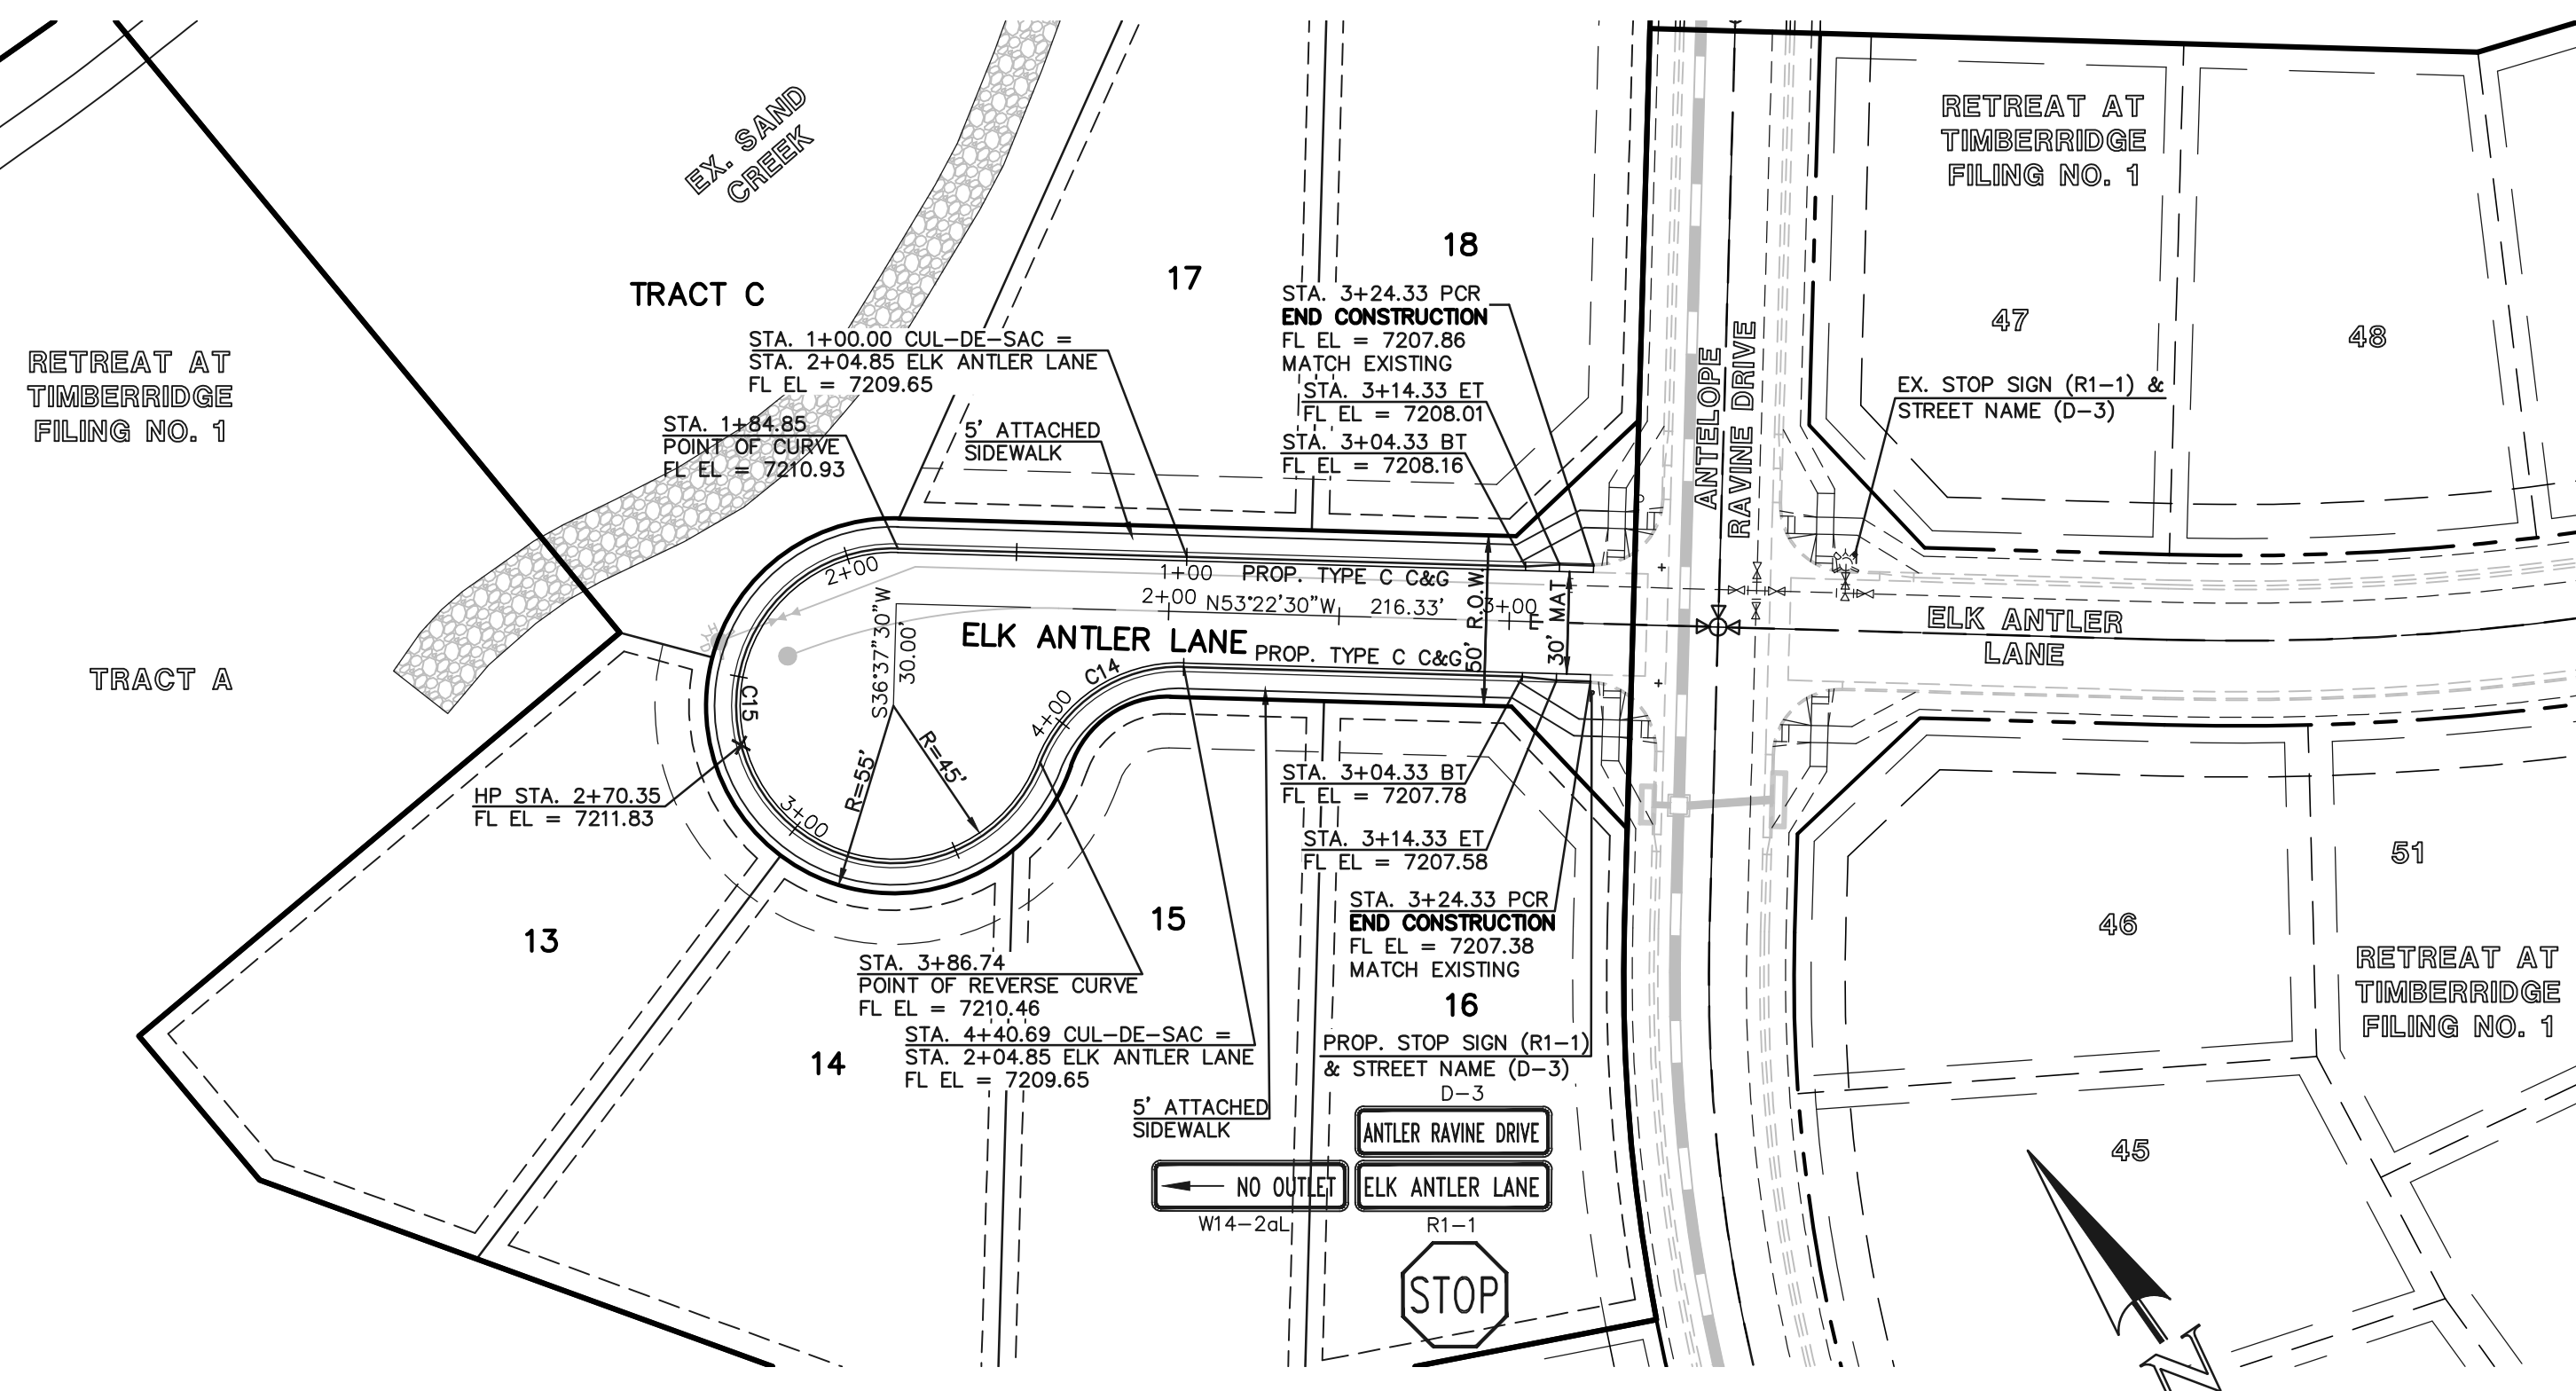 EX. SAND
CREEK
TRACT C
RETREAT AT
TIMBERRIDGE
FILING NO. 1
TRACT A
17
18
STA. 1+00.00 CUL-DE-SAC =
STA. 2+04.85 ELK ANTLER LANE
FL EL = 7209.65
STA. 1+84.85
POINT OF CURVE
FL EL = 7210.93
5' ATTACHED
SIDEWALK
STA. 3+24.33 PCR
END CONSTRUCTION
FL EL = 7207.86
MATCH EXISTING
STA. 3+14.33 ET
FL EL = 7208.01
STA. 3+04.33 BT
FL EL = 7208.16
ANTELOPE
RAVINE DRIVE
RETREAT AT
TIMBERRIDGE
FILING NO. 1
47
48
EX. STOP SIGN (R1-1) &
STREET NAME (D-3)
2+00
1+00
PROP. TYPE C C&G
2+00
N53°22'30"W
216.33'
3+00
E
S36°37'30"W
30.00'
ELK ANTLER LANE
PROP. TYPE C C&G
50' R.O.W.
30' MAT
ELK ANTLER
LANE
C14
C15
4+00
3+00
R=55'
R=45'
HP STA. 2+70.35
FL EL = 7211.83
STA. 3+04.33 BT
FL EL = 7207.78
STA. 3+14.33 ET
FL EL = 7207.58
STA. 3+24.33 PCR
END CONSTRUCTION
FL EL = 7207.38
MATCH EXISTING
13
14
15
16
STA. 3+86.74
POINT OF REVERSE CURVE
FL EL = 7210.46
STA. 4+40.69 CUL-DE-SAC =
STA. 2+04.85 ELK ANTLER LANE
FL EL = 7209.65
5' ATTACHED
SIDEWALK
PROP. STOP SIGN (R1-1)
& STREET NAME (D-3)
D-3
ANTLER RAVINE DRIVE
NO OUTLET
ELK ANTLER LANE
W14-2aL
R1-1
STOP
51
46
45
RETREAT AT
TIMBERRIDGE
FILING NO. 1
N